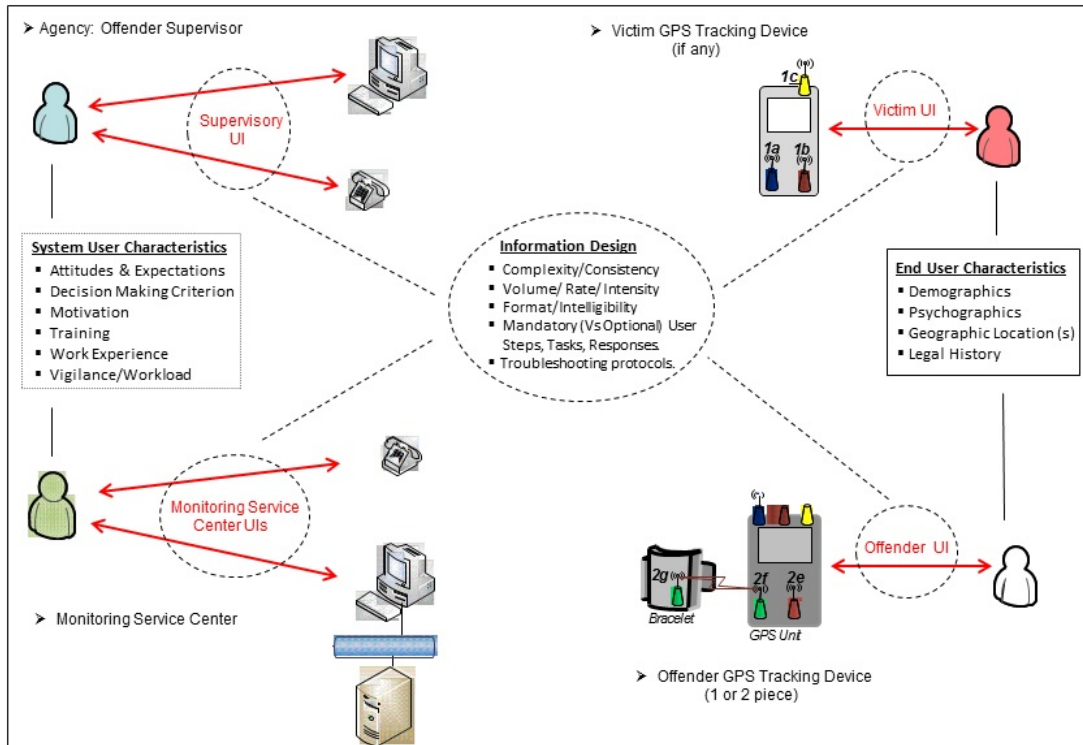 ➢ Agency: Offender Supervisor
➢ Victim GPS Tracking Device
(if any)
1c
Supervisory
UI
Victim UI
1a 1b
System User Characteristics
▪ Attitudes & Expectations
▪ Decision Making Criterion
▪ Motivation
▪ Training
▪ Work Experience
▪ Vigilance/Workload
Information Design
▪ Complexity/Consistency
▪ Volume/ Rate/ Intensity
▪ Format/Intelligibility
▪ Mandatory (Vs Optional) User
Steps, Tasks, Responses.
▪ Troubleshooting protocols.
End User Characteristics
▪ Demographics
▪ Psychographics
▪ Geographic Location (s)
▪ Legal History
Monitoring Service
Center UIs
Offender UI
2g 2f 2e
Bracelet
GPS Unit
➢ Monitoring Service Center
➢ Offender GPS Tracking Device
(1 or 2 piece)